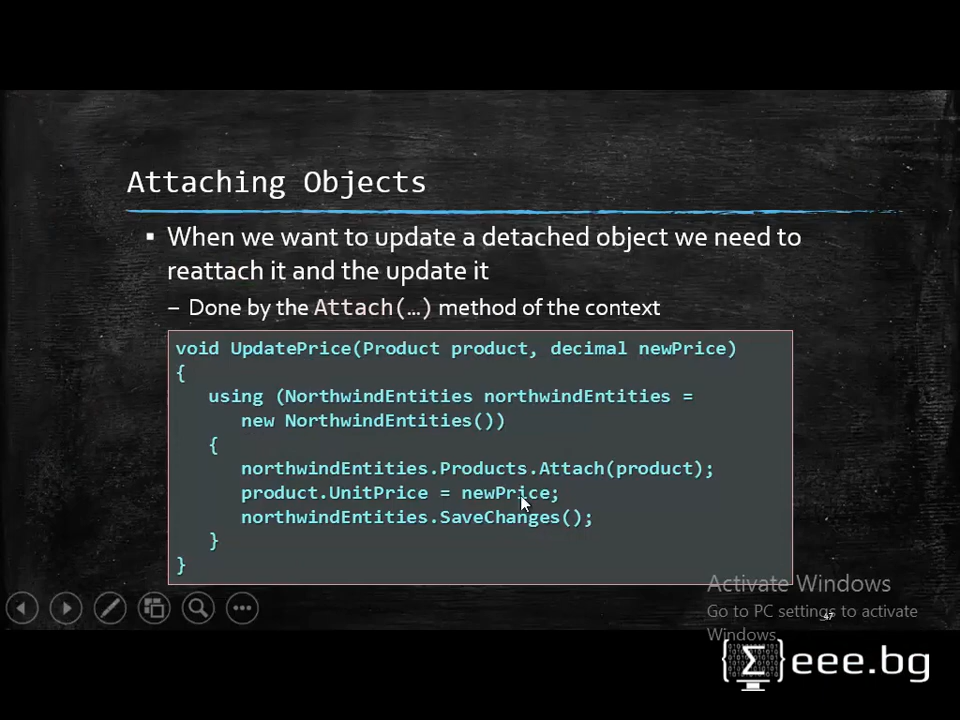 Attaching Objects
▪ When we want to update a detached object we need to
reattach it and the update it
– Done by the Attach(…) method of the context
void UpdatePrice(Product product, decimal newPrice)
{
using (NorthwindEntities northwindEntities =
new NorthwindEntities())
{
northwindEntities.Products.Attach(product);
product.UnitPrice = newPrice;
northwindEntities.SaveChanges();
}
}
Activate Windows
Go to PC settings to activate
Windows.
47
{Σ} eee.bg